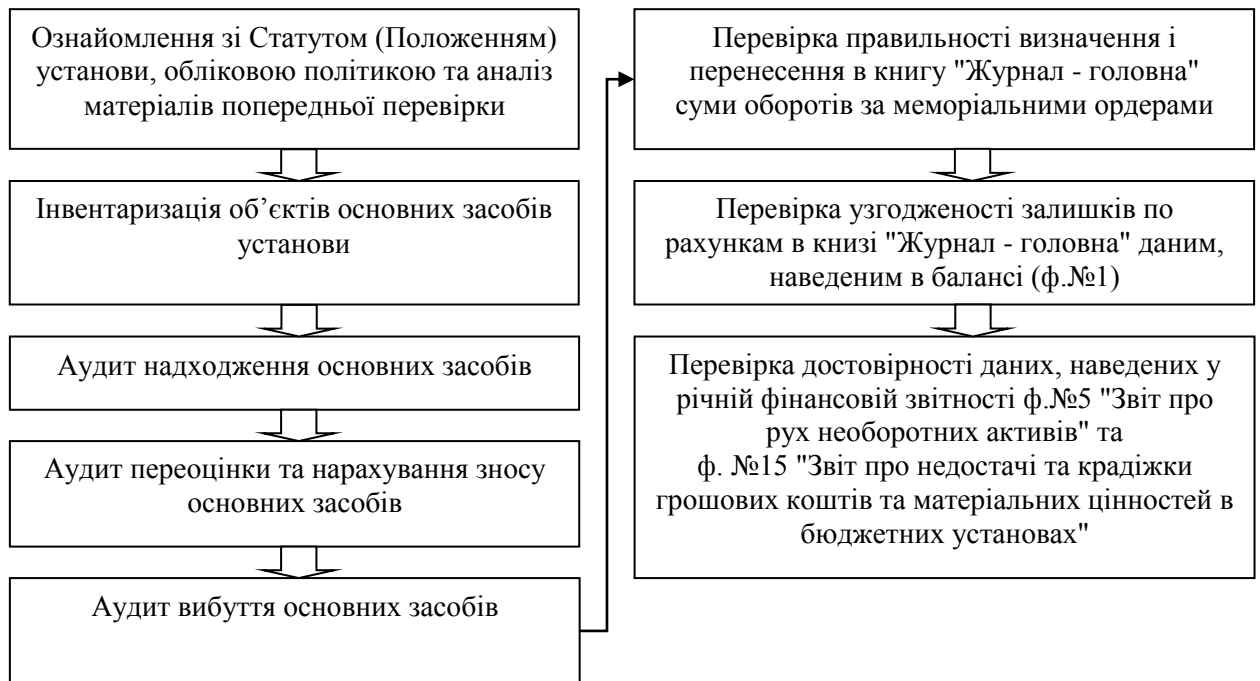 Ознайомлення зі Статутом (Положенням)
установи, обліковою політикою та аналіз
матеріалів попередньої перевірки
Інвентаризація об’єктів основних засобів
установи
Аудит надходження основних засобів
Аудит переоцінки та нарахування зносу
основних засобів
Аудит вибуття основних засобів
Перевірка правильності визначення і
перенесення в книгу "Журнал - головна"
суми оборотів за меморіальними ордерами
Перевірка узгодженості залишків по
рахункам в книзі "Журнал - головна" даним,
наведеним в балансі (ф.№1)
Перевірка достовірності даних, наведених у
річній фінансовій звітності ф.№5 "Звіт про
рух необоротних активів" та
ф. №15 "Звіт про недостачі та крадіжки
грошових коштів та матеріальних цінностей в
бюджетних установах"